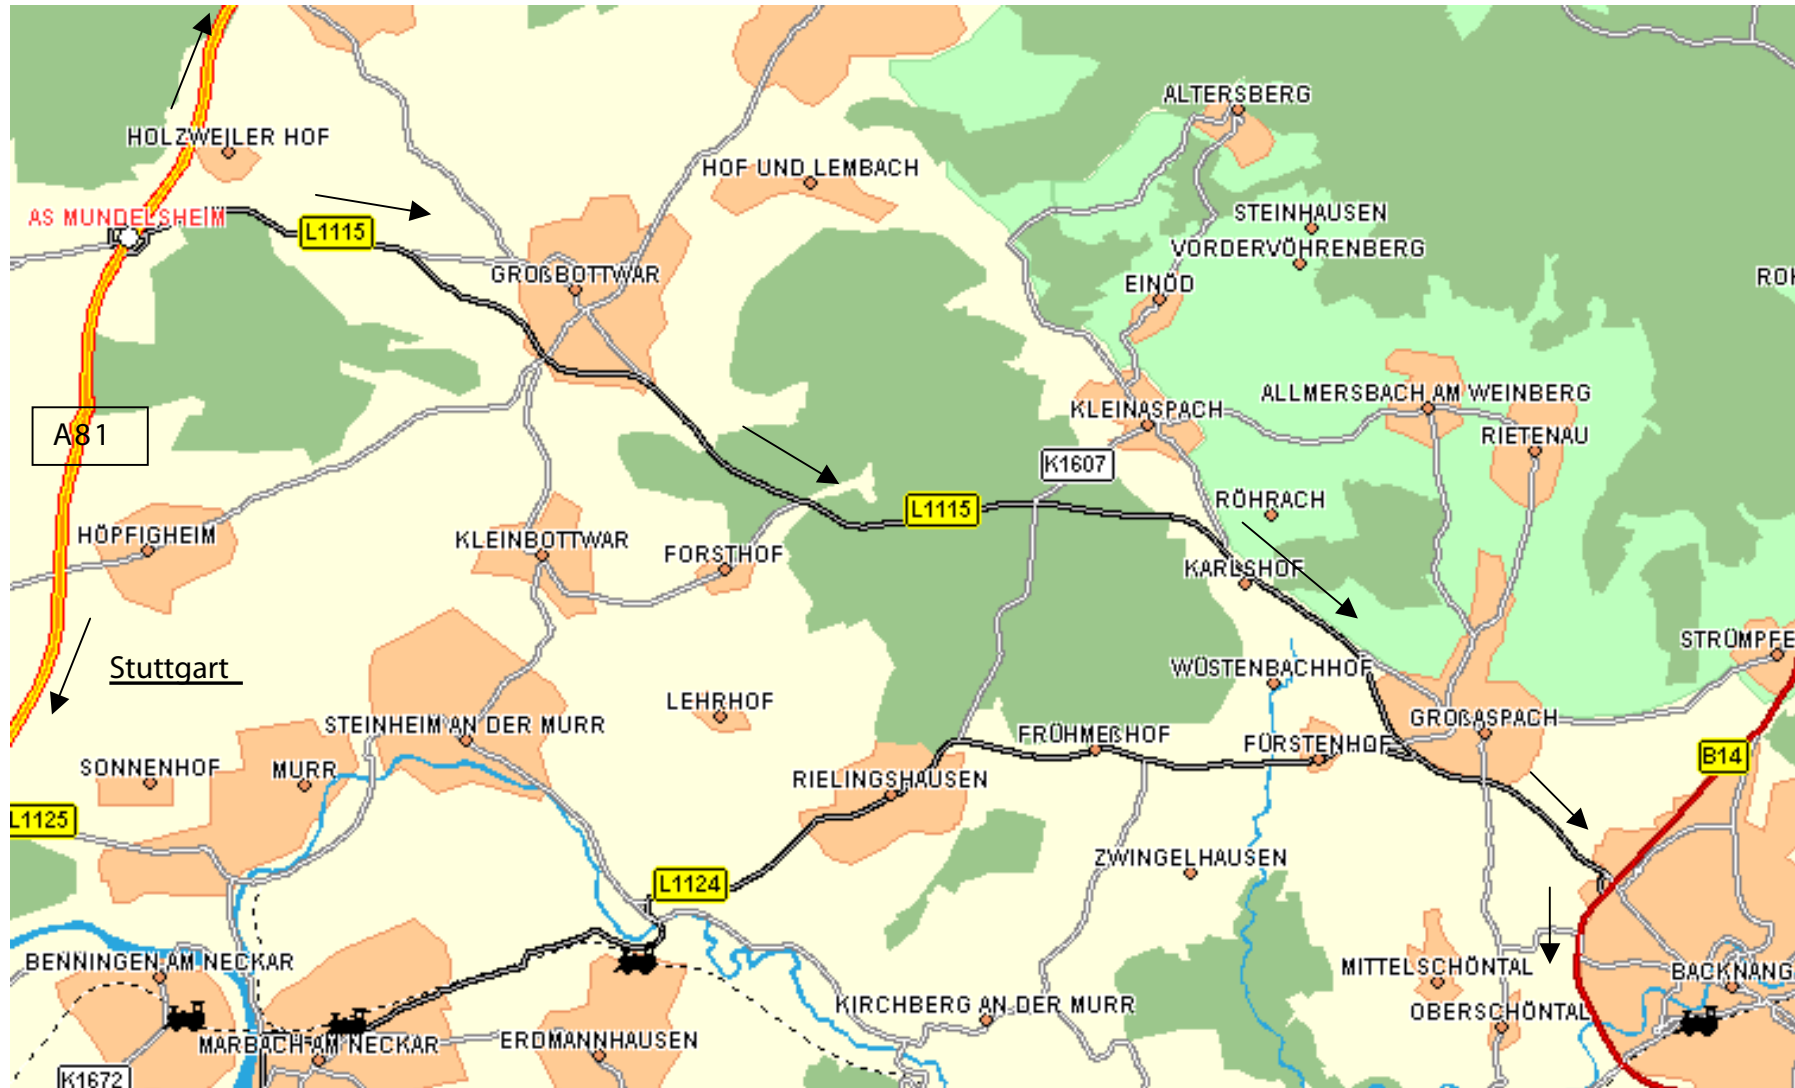 ALTERSBERG
HOLZWEILER HOF
HOF UND LEMBACH
AS MUNDELSHEIM
STEINHAUSEN
L1115
VORDERVÖHRENBERG
GROßBOTTWAR
EINÖD
ROH
ALLMERSBACH AM WEINBERG
KLEINASPACH
A81
RIETENAU
K1607
RÖHRACH
L1115
HÖPFIGHEIM
KLEINBOTTWAR
FORSTHOF
KARLSHOF
STRÜMPFE
Stuttgart
WÜSTENBACHHOF
LEHRHOF
STEINHEIM AN DER MURR
GROßASPACH
FRÜHMEßHOF
FÜRSTENHOF
B14
SONNENHOF
MURR
RIELINGSHAUSEN
L1125
ZWINGELHAUSEN
L1124
BENNINGEN AM NECKAR
MITTELSCHÖNTAL
BACKNANG
KIRCHBERG AN DER MURR
OBERSCHÖNTAL
MARBACH AM NECKAR
ERDMANNHAUSEN
K1672